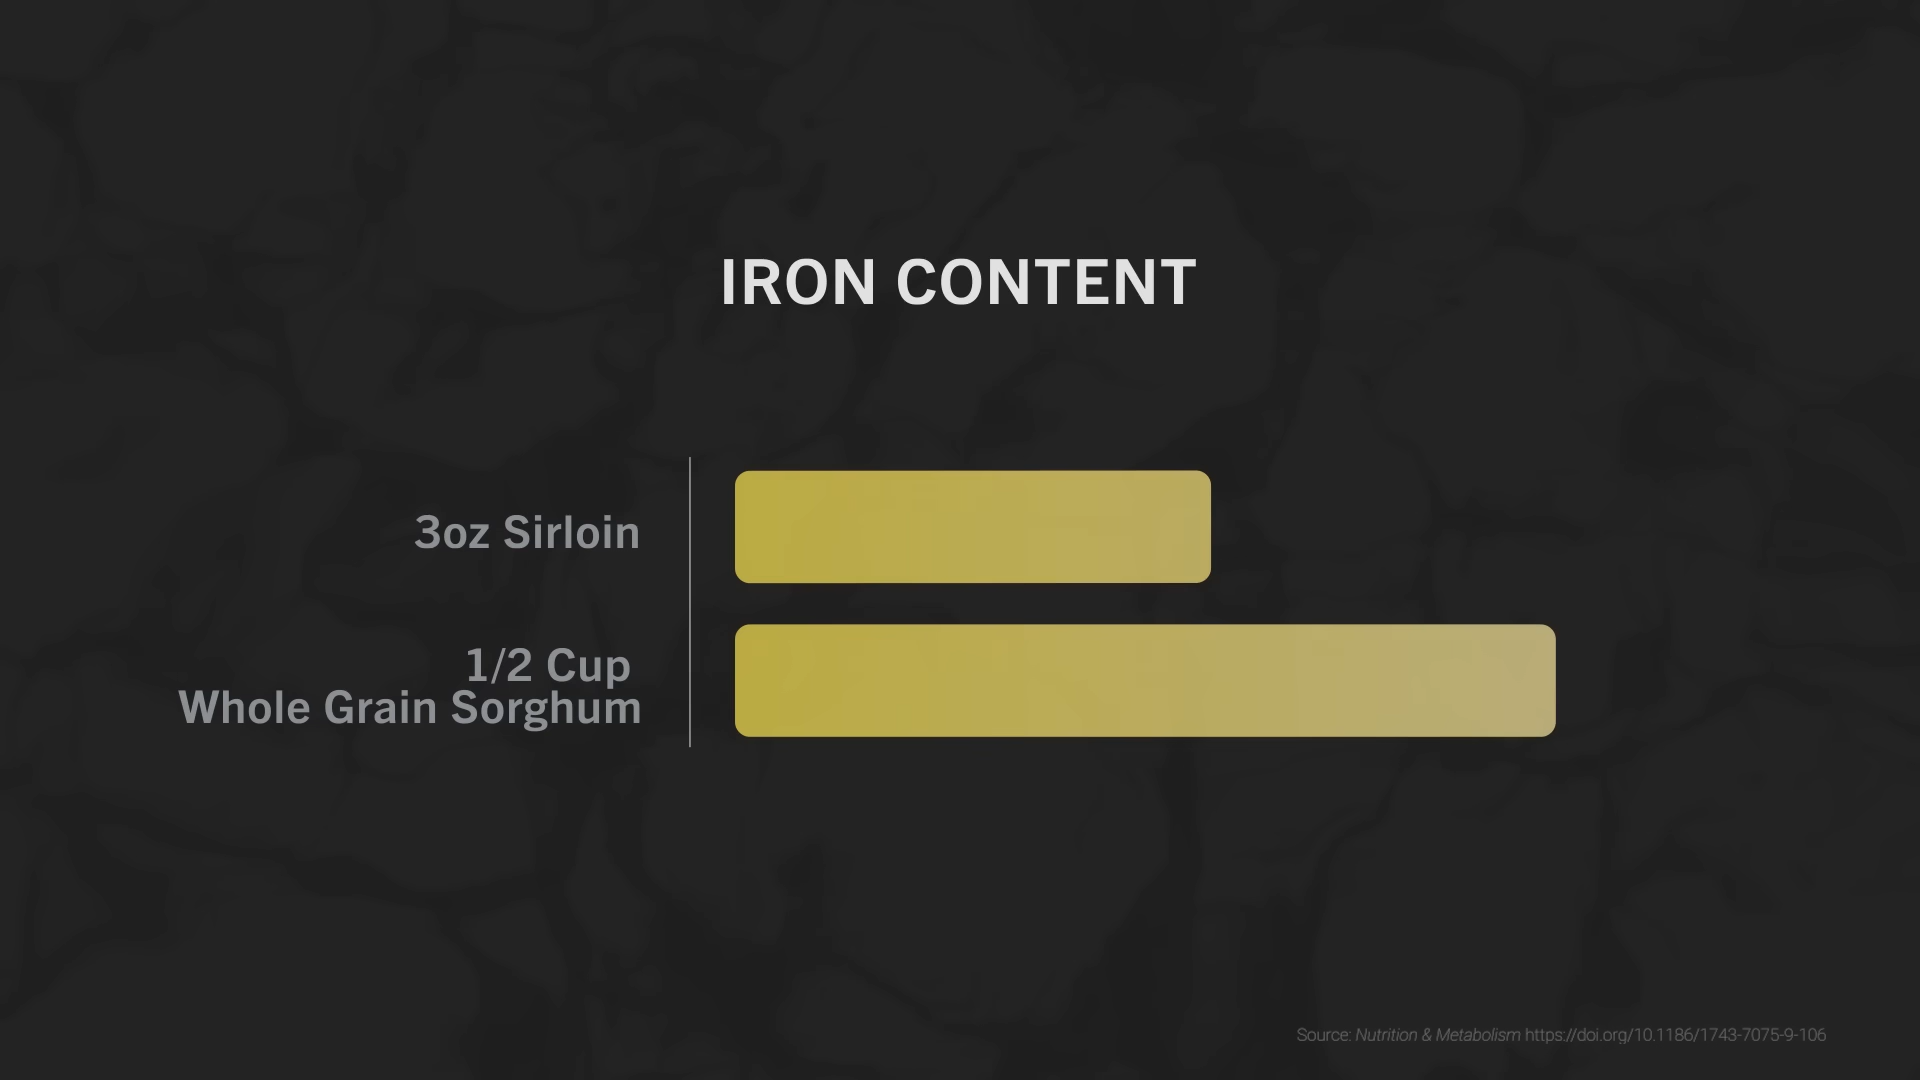 IRON CONTENT
3oz Sirloin
1/2 Cup
Whole Grain Sorghum
Source: Nutrition & Metabolism https://doi.org/10.1186/1743-7075-9-106